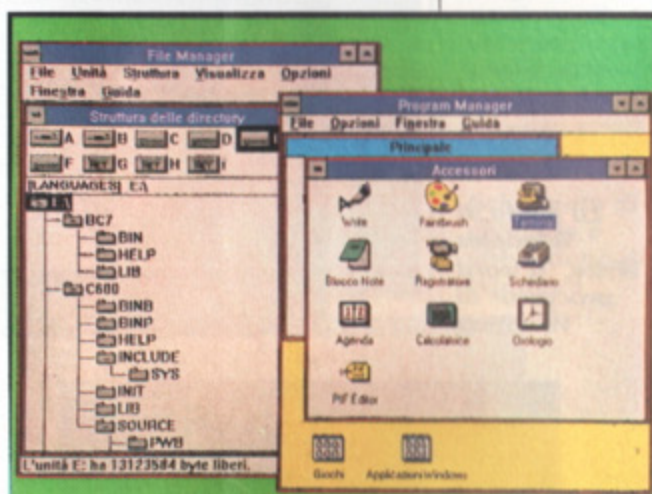 File Manager
File Unità Struttura Visualizza Opzioni
Finestra Guida
Struttura delle directory
A B C D
F G H I
[LANGUAGES] E:\
E:\
BC7
BIN
HELP
LIB
C600
BINB
BINP
HELP
INCLUDE
SYS
INIT
LIB
SOURCE
PWB
L'unità E: ha 13123584 byte liberi.
Program Manager
File Opzioni Finestra Guida
Principale
Accessori
Write Paintbrush Terminal
Blocco Note Registratore Schedario
Agenda Calcolatrice Orologio
PIF Editor
Giochi Applicazioni Windows